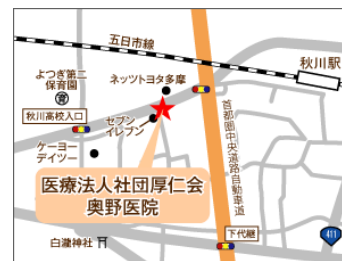 五日市線
秋川駅
よつぎ第二
保育園
ネッツトヨタ多摩
秋川高校入口
セブン
イレブン
ケーヨー
デイツー
首都圏中央道路自動車道
医療法人社団厚仁会
奥野医院
白瀧神社
下代継
411